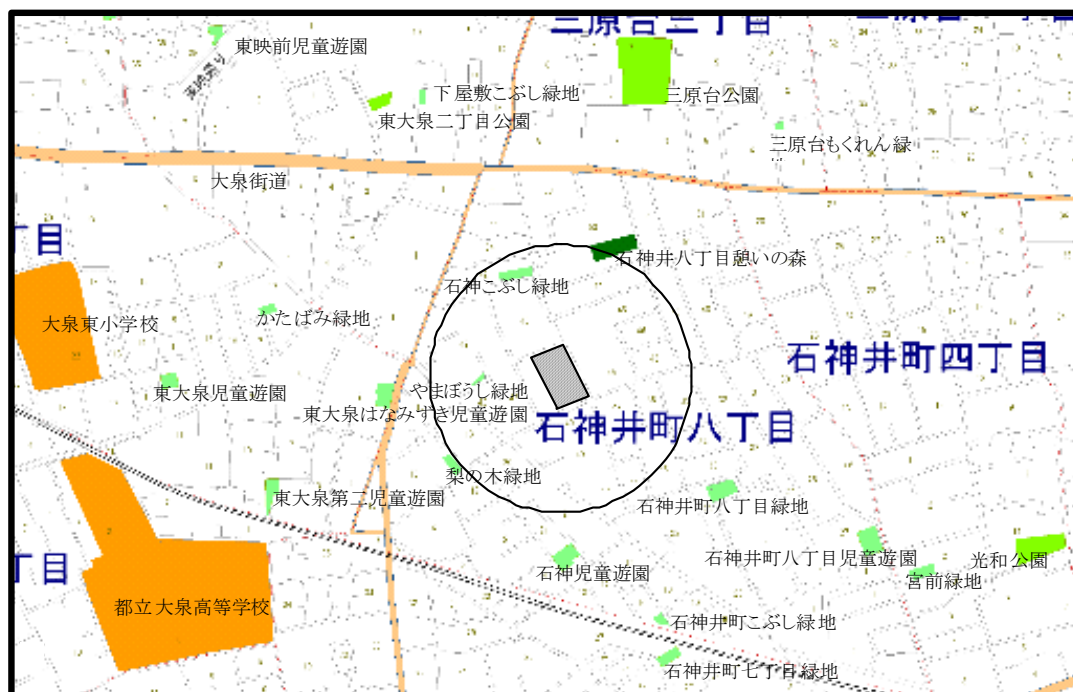 東映前児童遊園
三原台三丁目
下屋敷こぶし緑地
三原台公園
東大泉二丁目公園
三原台もくれん緑
大泉街道
丁目
石神井八丁目憩いの森
石神こぶし緑地
かたばみ緑地
大泉東小学校
石神井町四丁目
東大泉児童遊園
やまぼうし緑地
東大泉はなみずき児童遊園
石神井町八丁目
梨の木緑地
東大泉第二児童遊園
石神井町八丁目緑地
石神井町八丁目児童遊園
光和公園
石神児童遊園
宮前緑地
丁目
都立大泉高等学校
石神井町こぶし緑地
石神井町七丁目緑地